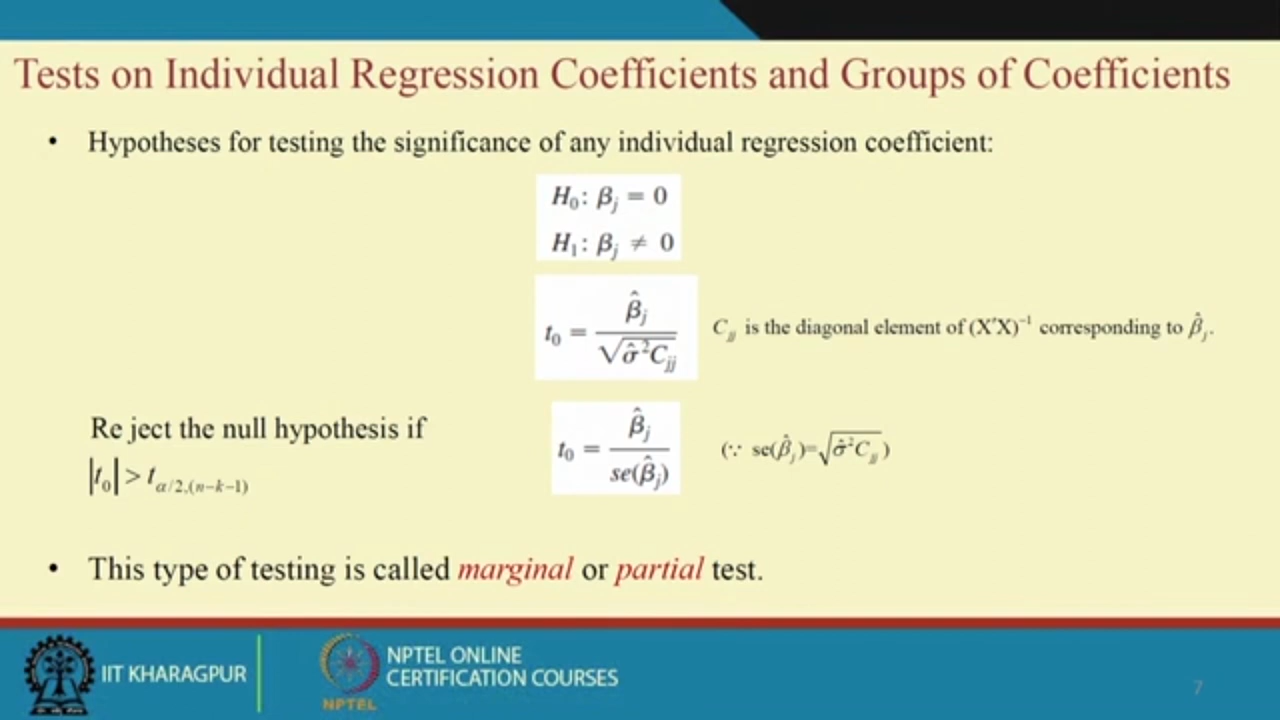 Tests on Individual Regression Coefficients and Groups of Coefficients
• Hypotheses for testing the significance of any individual regression coefficient:
H₀: βⱼ = 0
H₁: βⱼ ≠ 0
t₀ = β̂ⱼ / √(σ̂²Cⱼⱼ)
Cⱼⱼ is the diagonal element of (X'X)⁻¹ corresponding to β̂ⱼ.
Re ject the null hypothesis if
|t₀| > t_α/2,(n−k−1)
t₀ = β̂ⱼ / se(β̂ⱼ)
(∵ se(β̂ⱼ)=√(σ̂²Cⱼⱼ))
• This type of testing is called marginal or partial test.
IIT KHARAGPUR
NPTEL
NPTEL ONLINE
CERTIFICATION COURSES
7